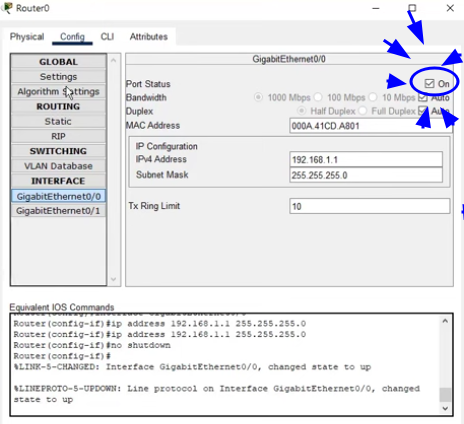 Router0
Physical Config CLI Attributes
GLOBAL
Settings
Algorithm Settings
ROUTING
Static
RIP
SWITCHING
VLAN Database
INTERFACE
GigabitEthernet0/0
GigabitEthernet0/1
GigabitEthernet0/0
Port Status On
Bandwidth 1000 Mbps 100 Mbps 10 Mbps Auto
Duplex Half Duplex Full Duplex Auto
MAC Address 000A.41CD.A801
IP Configuration
IPv4 Address 192.168.1.1
Subnet Mask 255.255.255.0
Tx Ring Limit 10
Equivalent IOS Commands
Router(config-if)#ip address 192.168.1.1 255.255.255.0
Router(config-if)#ip address 192.168.1.1 255.255.255.0
Router(config-if)#no shutdown
Router(config-if)#
%LINK-5-CHANGED: Interface GigabitEthernet0/0, changed state to up
%LINEPROTO-5-UPDOWN: Line protocol on Interface GigabitEthernet0/0, changed
state to up